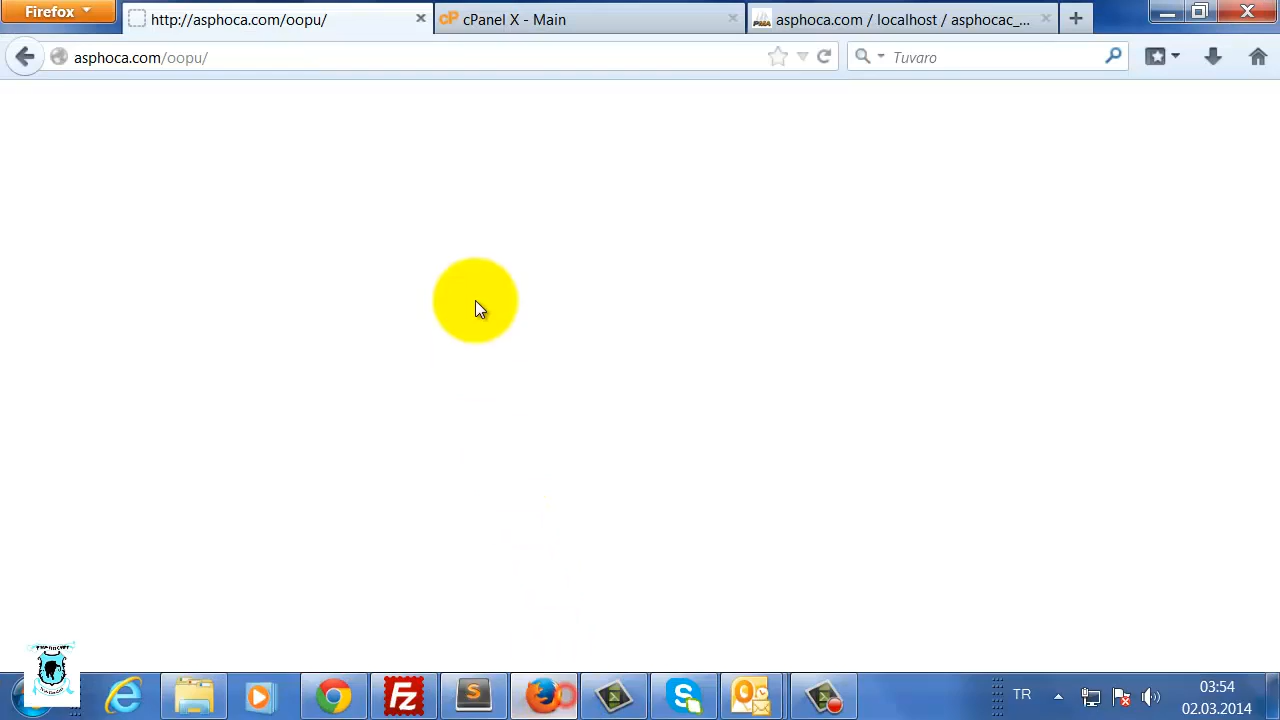 Firefox
http://asphoca.com/oopu/
cPanel X - Main
asphoca.com / localhost / asphocac_...
asphoca.com/oopu/
Tuvaro
TR
03:54
02.03.2014